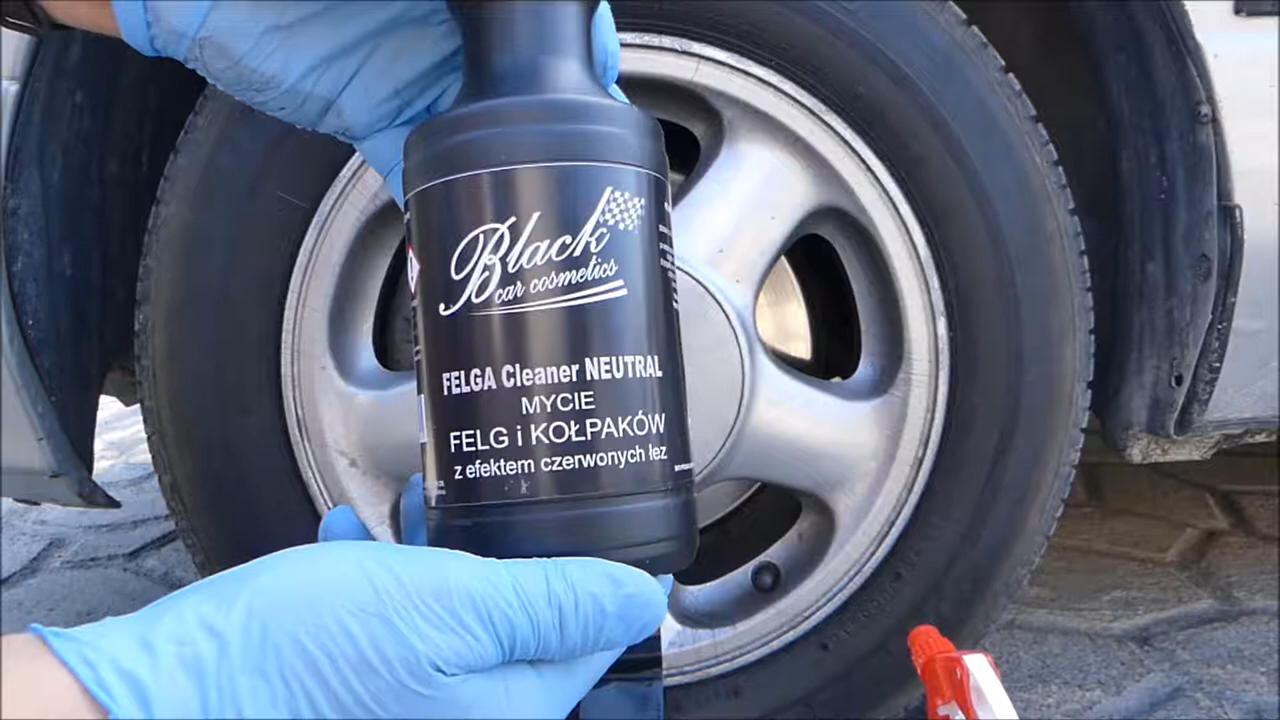 Black
car cosmetics
FELGA Cleaner NEUTRAL
MYCIE
FELG i KOŁPAKÓW
z efektem czerwonych łez